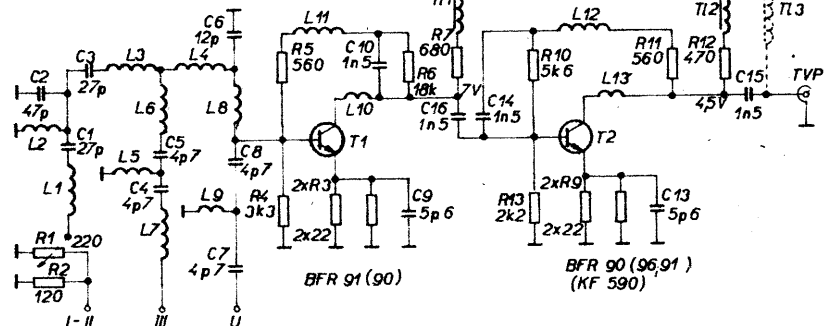 C6
12p
L11
Tl1
L12
Tl2
Tl3
C3
27p
L3
L4
R5
560
C10
1n5
R7
680
R6
18k
R10
5k6
R11
560
R12
470
C15
1n5
TVP
C2
47p
L6
L8
L10
7V
C16
1n5
C14
1n5
L13
4,5V
L2
C1
27p
C5
4p7
C8
4p7
T1
T2
L5
L1
C4
4p7
L9
R4
3k3
2xR3
2x22
C9
5p6
R13
2k2
2xR9
2x22
C13
5p6
L7
C7
4p7
R1
220
R2
120
BFR 91 (90)
BFR 90 (96,91)
(KF 590)
I-II
III
U